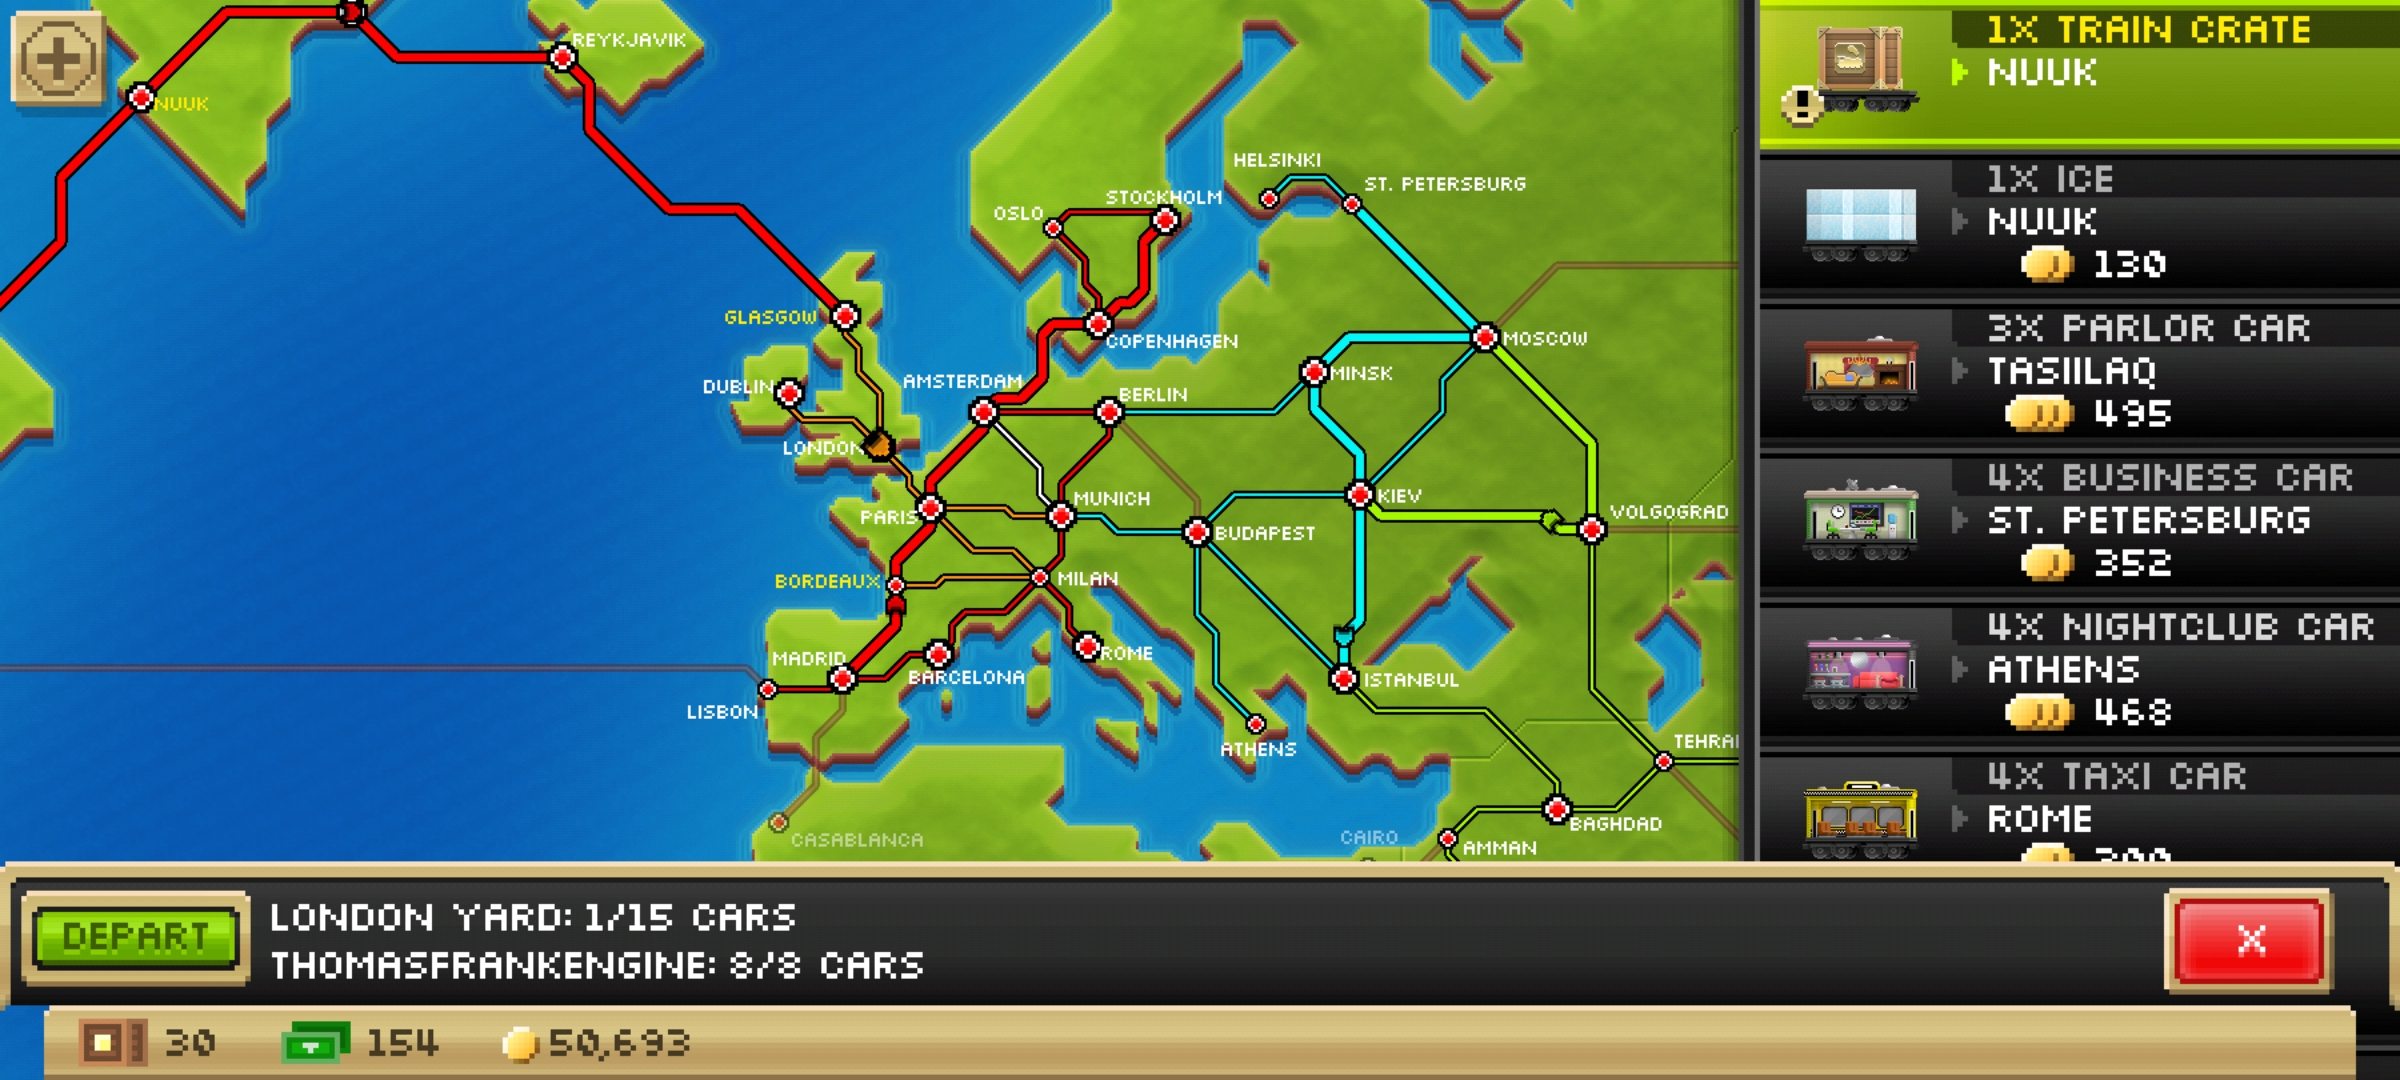 REYKJAVIK
NUUK
HELSINKI
ST. PETERSBURG
STOCKHOLM
OSLO
GLASGOW
COPENHAGEN
MOSCOW
DUBLIN
AMSTERDAM
BERLIN
MINSK
LONDON
MUNICH
KIEV
PARIS
BUDAPEST
VOLGOGRAD
BORDEAUX
MILAN
MADRID
ROME
BARCELONA
ISTANBUL
LISBON
ATHENS
TEHRA
CASABLANCA
CAIRO
BAGHDAD
AMMAN
1X TRAIN CRATE
NUUK
1X ICE
NUUK
130
3X PARLOR CAR
TASIILAQ
495
4X BUSINESS CAR
ST. PETERSBURG
352
4X NIGHTCLUB CAR
ATHENS
468
4X TAXI CAR
ROME
DEPART
LONDON YARD: 1/15 CARS
THOMASFRANKENGINE: 8/8 CARS
X
30
154
50,693